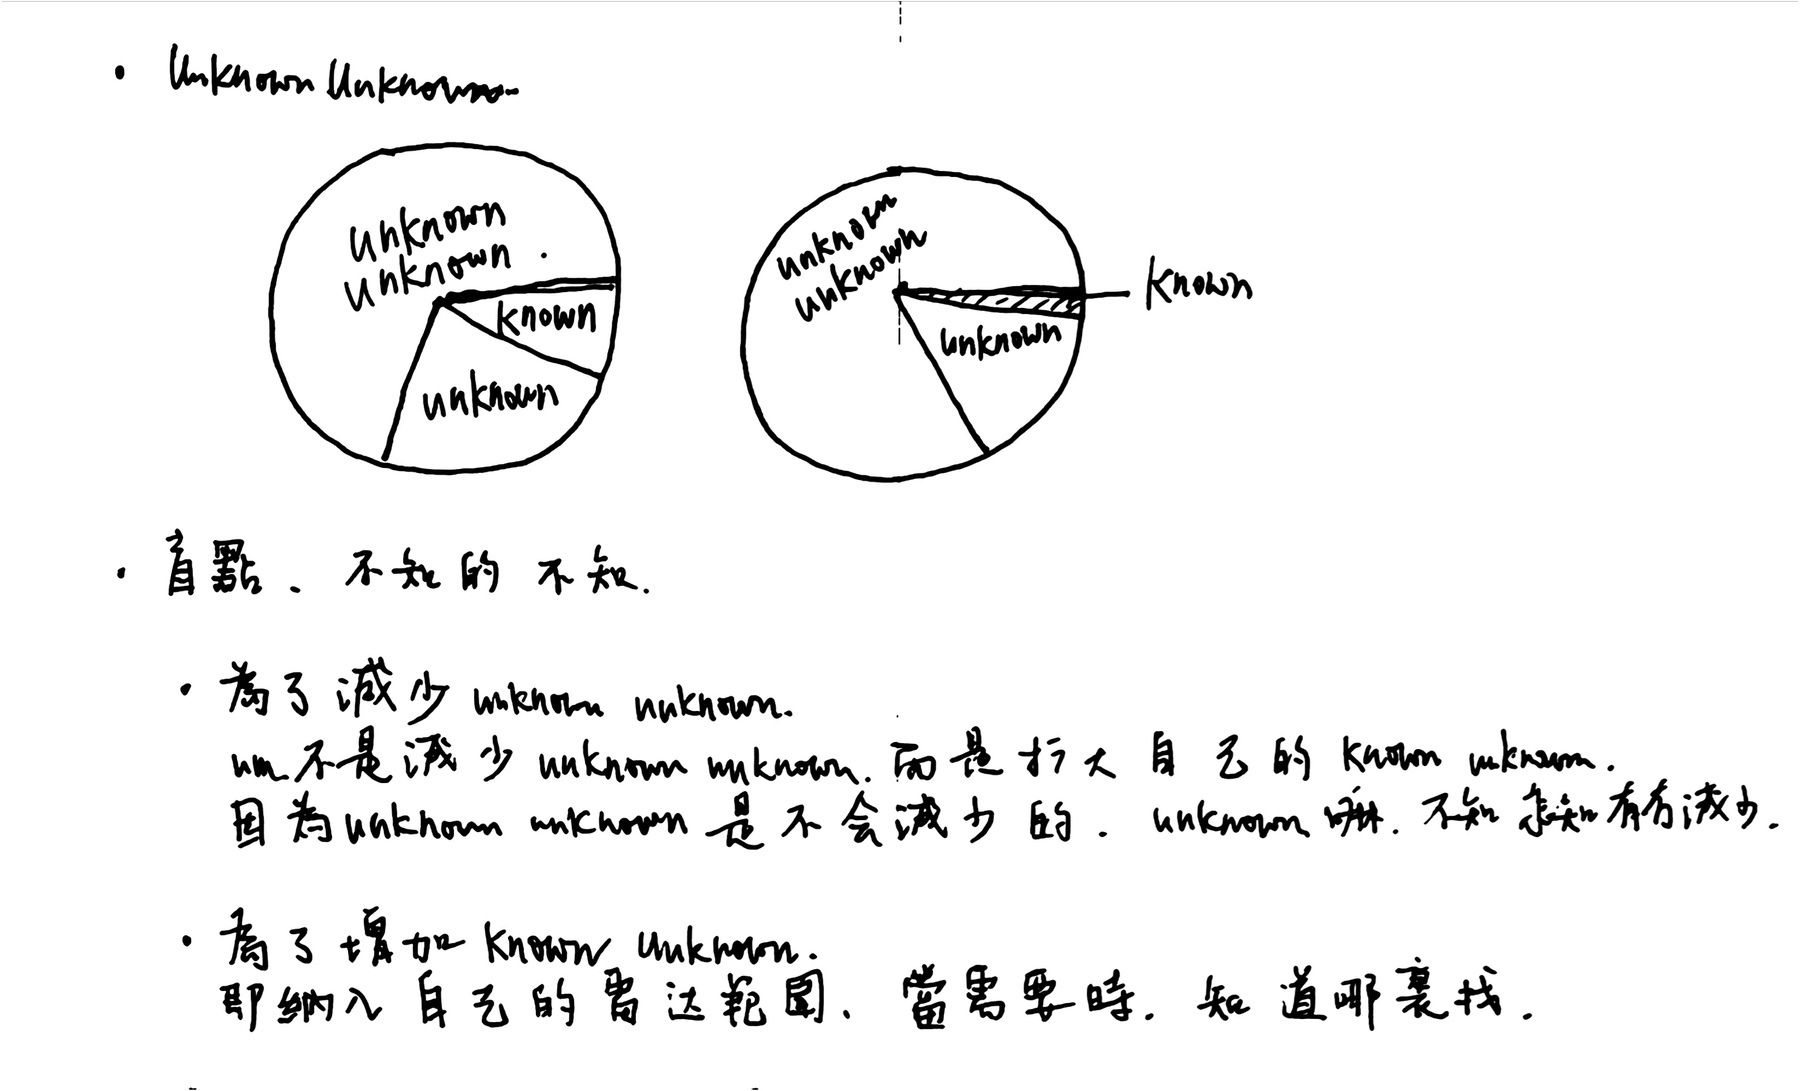 • Unknown Unknown
unknown
unknown
known
unknown
unknown
unknown
known
unknown
• 盲點、不知的不知.
• 為了減少 unknown unknown.
不是減少 unknown unknown. 而是扩大自己的 known unknown.
因為 unknown unknown 是不会減少的. unknown 嘛. 不知 怎知有有減少.
• 為了增加 known unknown.
即納入自己的雷达範圍、當需要時. 知道哪裏找.